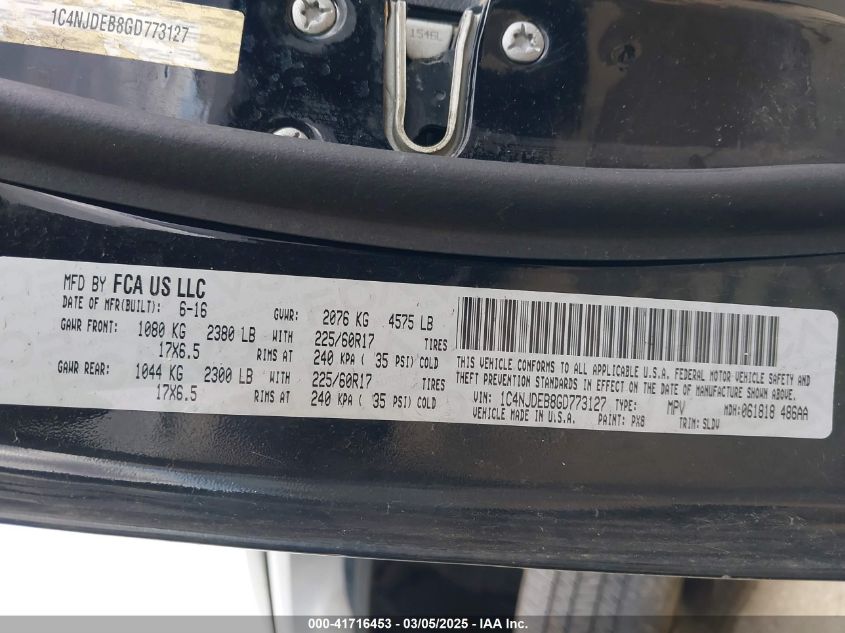 1C4NJDEB8GD773127
154GL
MFD BY FCA US LLC
DATE OF MFR(BUILT): 6-16 GVWR: 2076 KG 4575 LB
GAWR FRONT: 1080 KG 2380 LB WITH 225/60R17 TIRES
17X6.5 RIMS AT 240 KPA ( 35 PSI) COLD
GAWR REAR: 1044 KG 2300 LB WITH 225/60R17 TIRES
17X6.5 RIMS AT 240 KPA ( 35 PSI) COLD
THIS VEHICLE CONFORMS TO ALL APPLICABLE U.S.A. FEDERAL MOTOR VEHICLE SAFETY AND
THEFT PREVENTION STANDARDS IN EFFECT ON THE DATE OF MANUFACTURE SHOWN ABOVE.
VIN: 1C4NJDEB8GD773127 TYPE: MPV MDH:061818 486AA
VEHICLE MADE IN U.S.A. PAINT: PX8 TRIM: SLDV
000-41716453 — 03/05/2025 — IAA Inc.